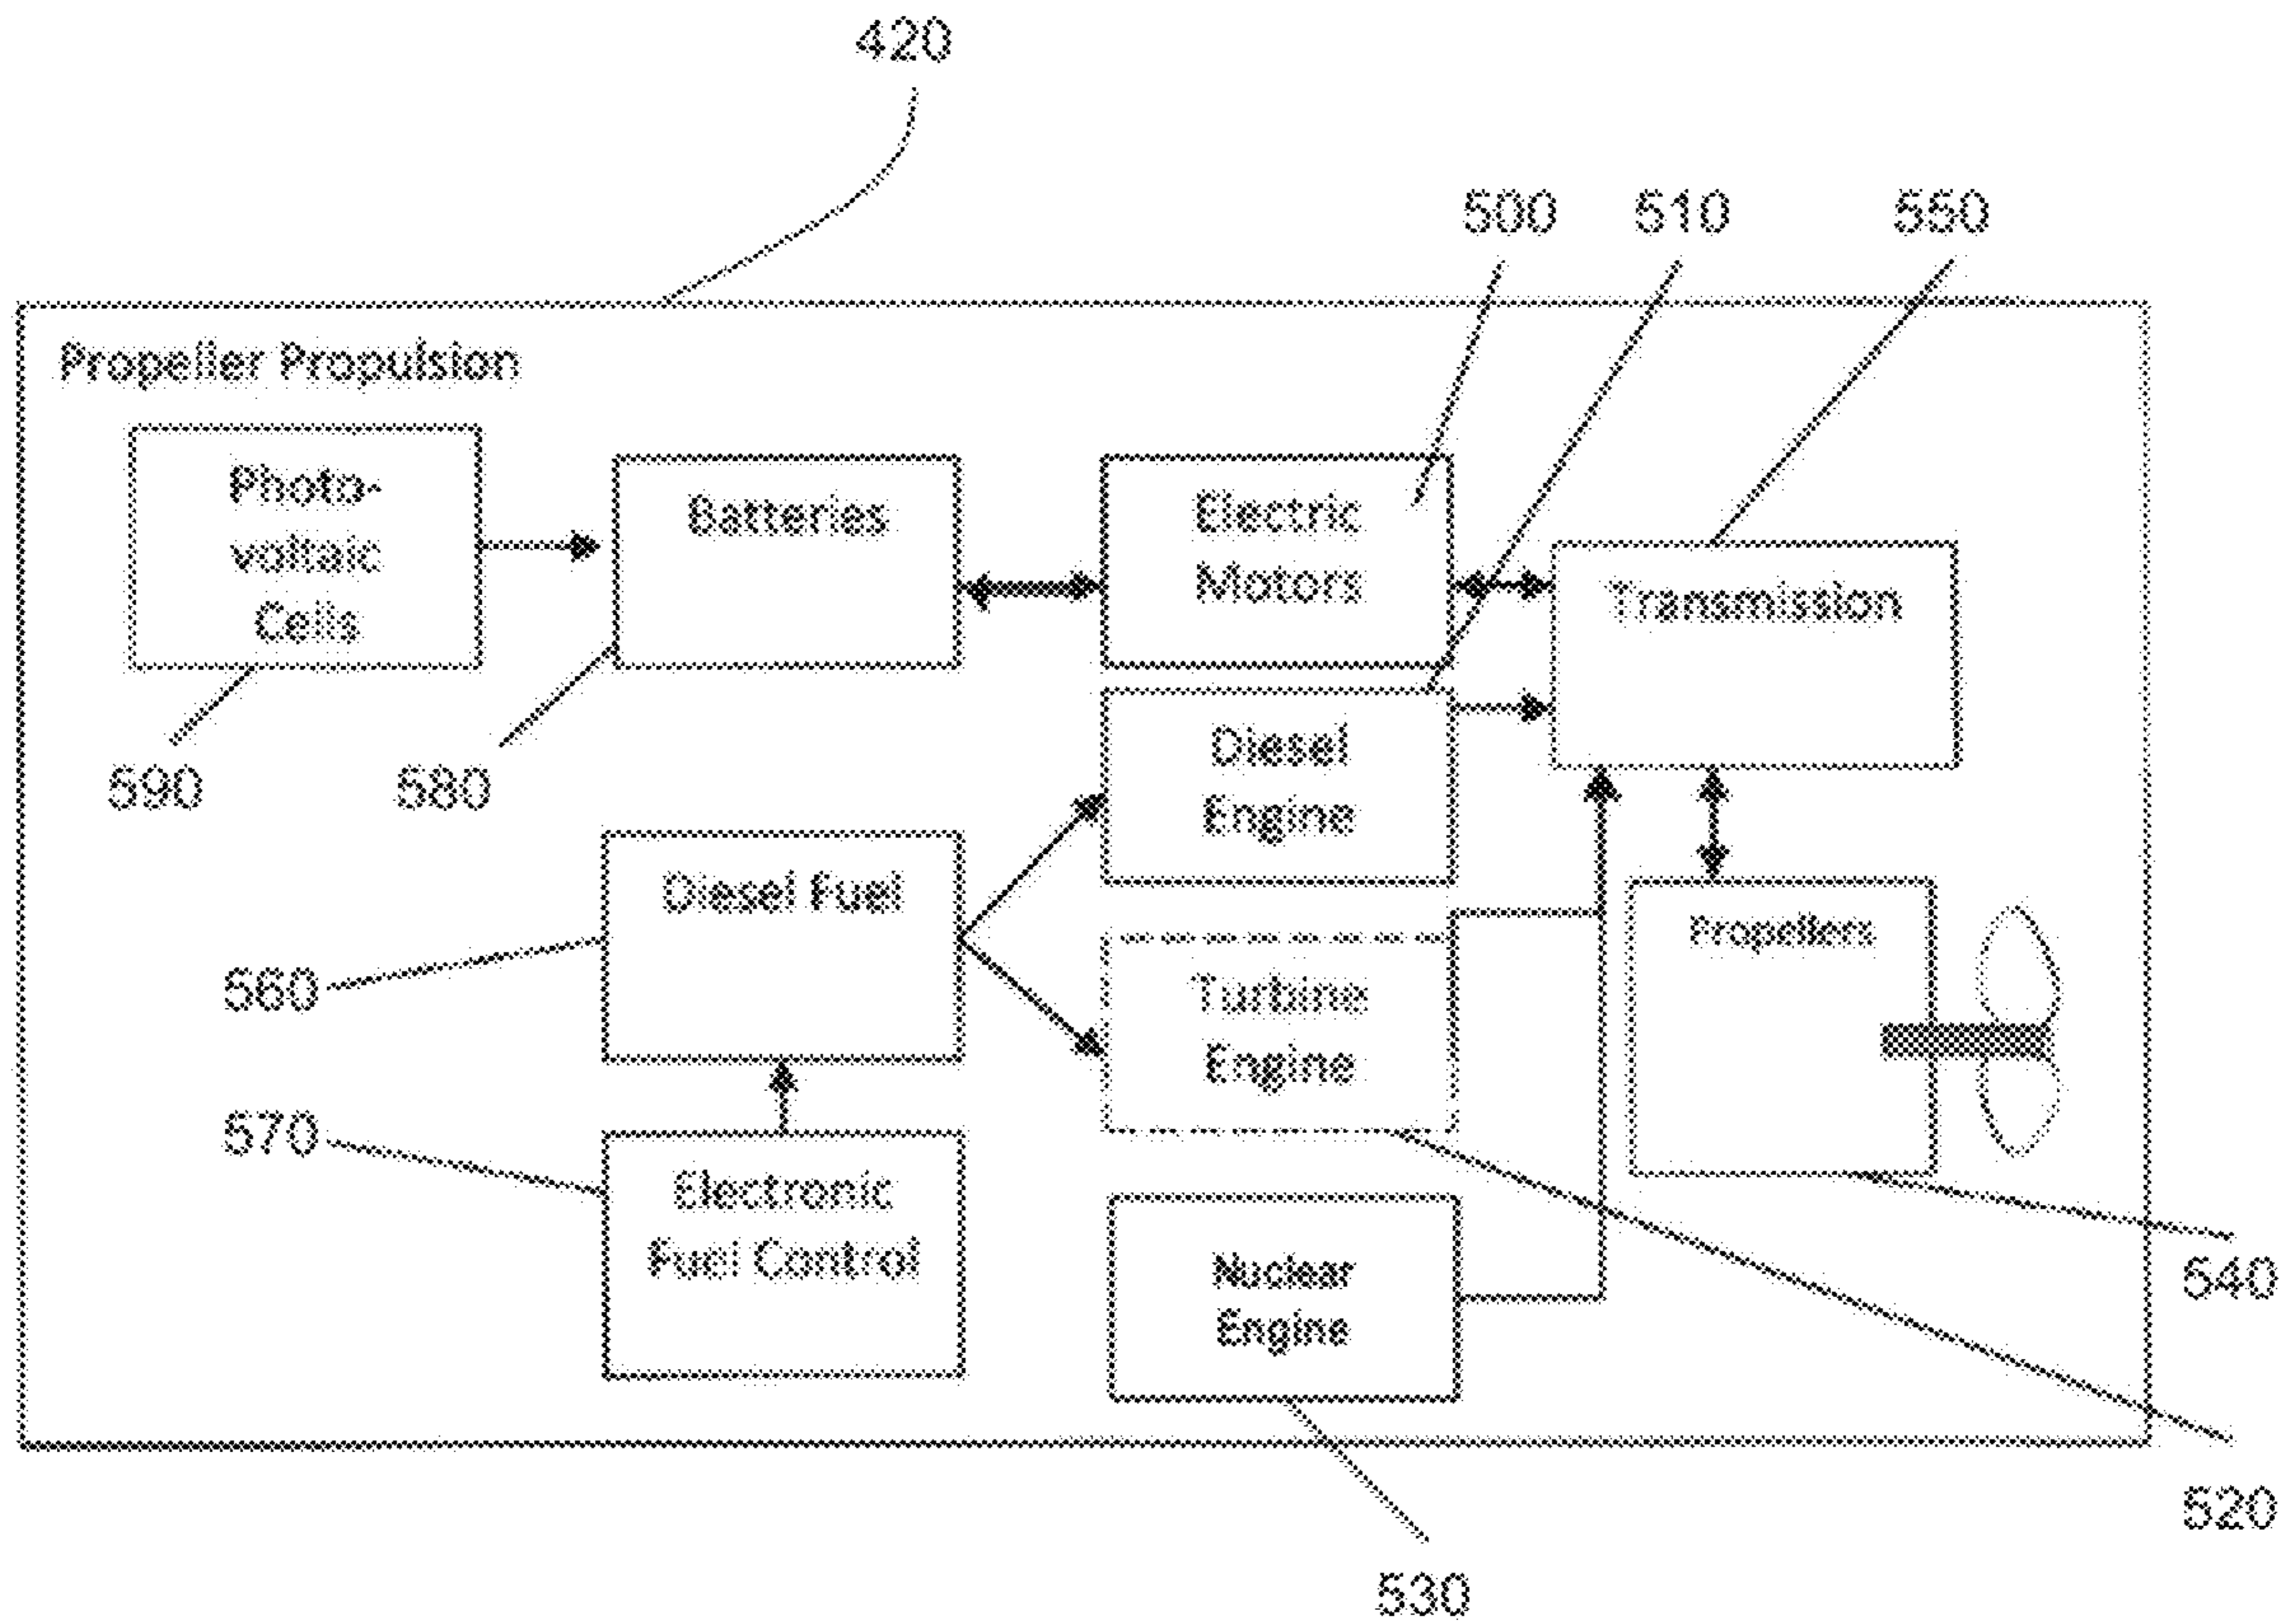 420
500
510
550
Propeller Propulsion
Photo-
voltaic
Cells
Batteries
Electric
Motors
Transmission
590
580
Diesel
Engine
Diesel Fuel
Propellers
560
Turbine
Engine
570
Electronic
Fuel Control
Nuclear
Engine
540
520
530